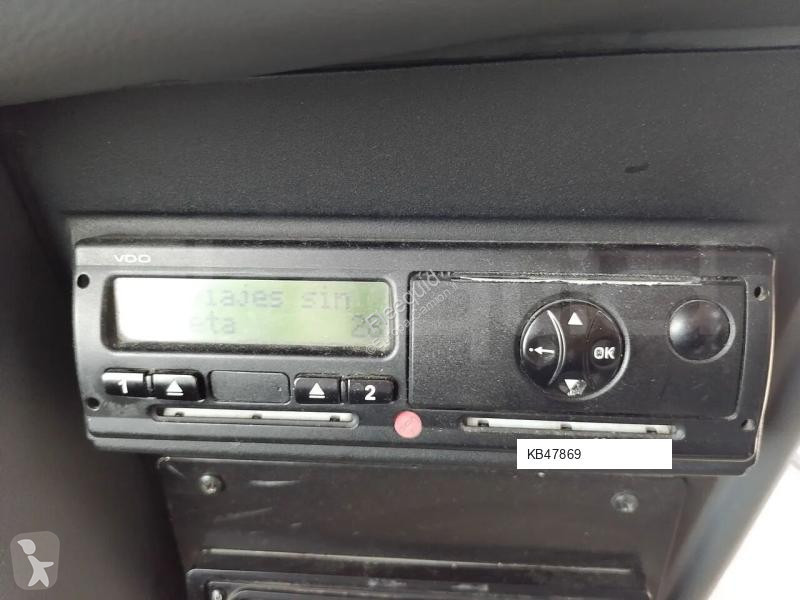 VDO
iajes sin
eta 23
1
2
OK
KB47869